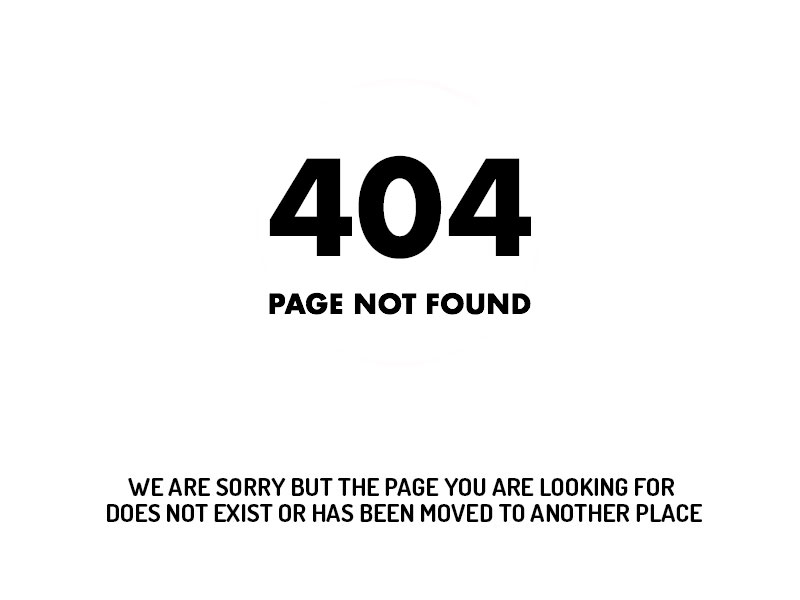 404
PAGE NOT FOUND
WE ARE SORRY BUT THE PAGE YOU ARE LOOKING FOR
DOES NOT EXIST OR HAS BEEN MOVED TO ANOTHER PLACE